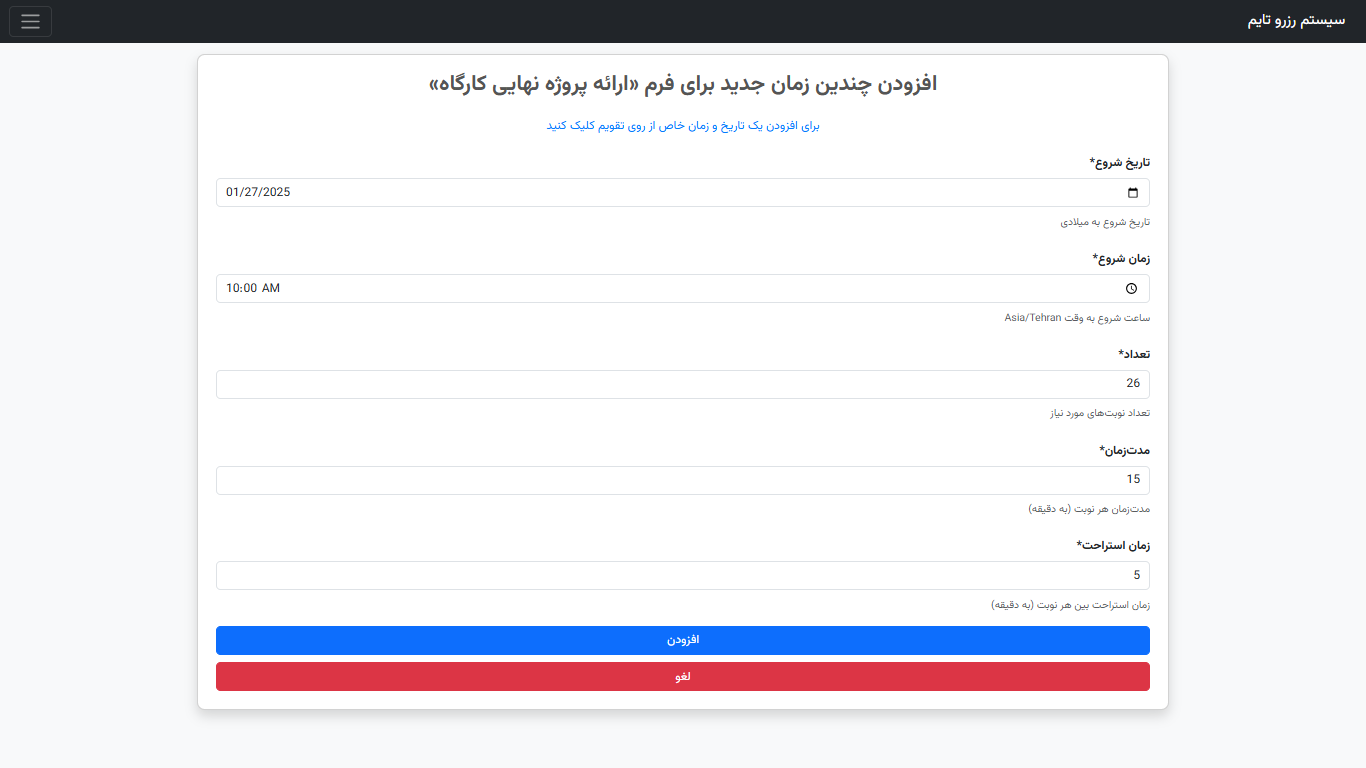 سیستم رزرو تایم
افزودن چندین زمان جدید برای فرم «ارائه پروژه نهایی کارگاه»
برای افزودن یک تاریخ و زمان خاص از روی تقویم کلیک کنید
تاریخ شروع*
01/27/2025
تاریخ شروع به میلادی
زمان شروع*
10:00 AM
ساعت شروع به وقت Asia/Tehran
تعداد*
26
تعداد نوبت‌های مورد نیاز
مدت‌زمان*
15
مدت‌زمان هر نوبت (به دقیقه)
زمان استراحت*
5
زمان استراحت بین هر نوبت (به دقیقه)
افزودن
لغو